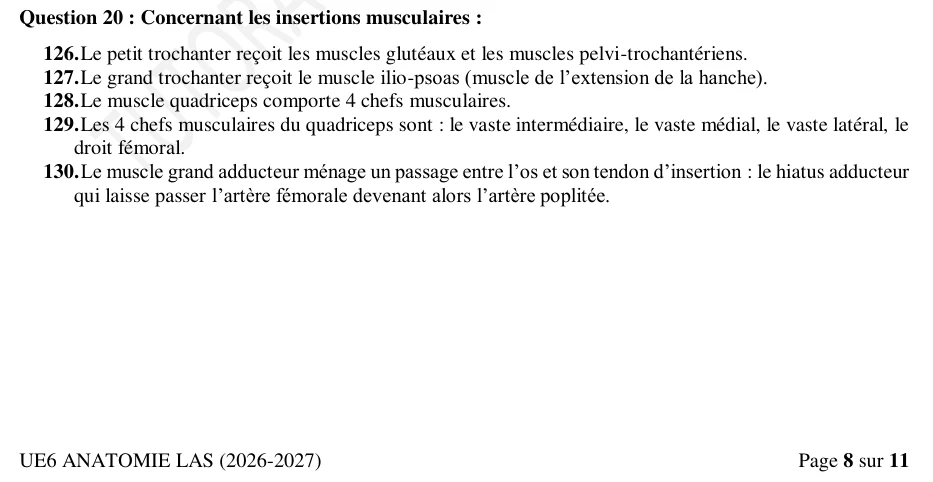 Question 20 : Concernant les insertions musculaires :
126.Le petit trochanter reçoit les muscles glutéaux et les muscles pelvi-trochantériens.
127.Le grand trochanter reçoit le muscle ilio-psoas (muscle de l'extension de la hanche).
128.Le muscle quadriceps comporte 4 chefs musculaires.
129.Les 4 chefs musculaires du quadriceps sont : le vaste intermédiaire, le vaste médial, le vaste latéral, le
droit fémoral.
130.Le muscle grand adducteur ménage un passage entre l'os et son tendon d'insertion : le hiatus adducteur
qui laisse passer l'artère fémorale devenant alors l'artère poplitée.
UE6 ANATOMIE LAS (2026-2027)
Page 8 sur 11